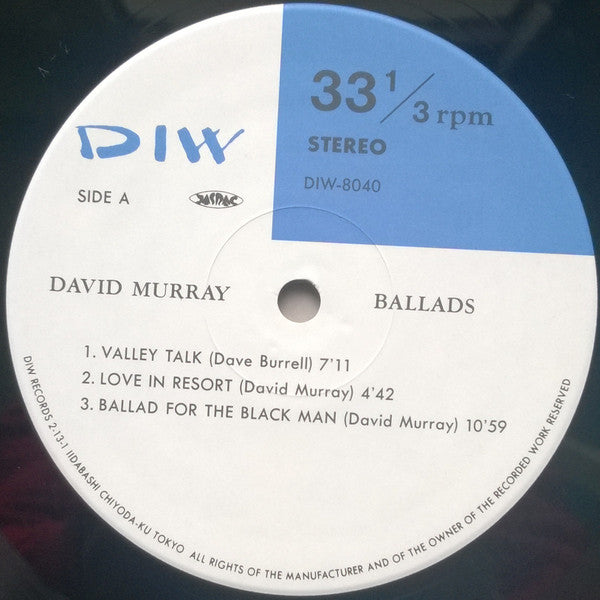 33 1/3 rpm
STEREO
DIW-8040
DIW
SIDE A
JASRAC
DAVID MURRAY
BALLADS
1. VALLEY TALK (Dave Burrell) 7'11
2. LOVE IN RESORT (David Murray) 4'42
3. BALLAD FOR THE BLACK MAN (David Murray) 10'59
DIW RECORDS 2-13-1 IIDABASHI CHIYODA-KU TOKYO ALL RIGHTS OF THE MANUFACTURER AND OF THE OWNER OF THE RECORDED WORK RESERVED